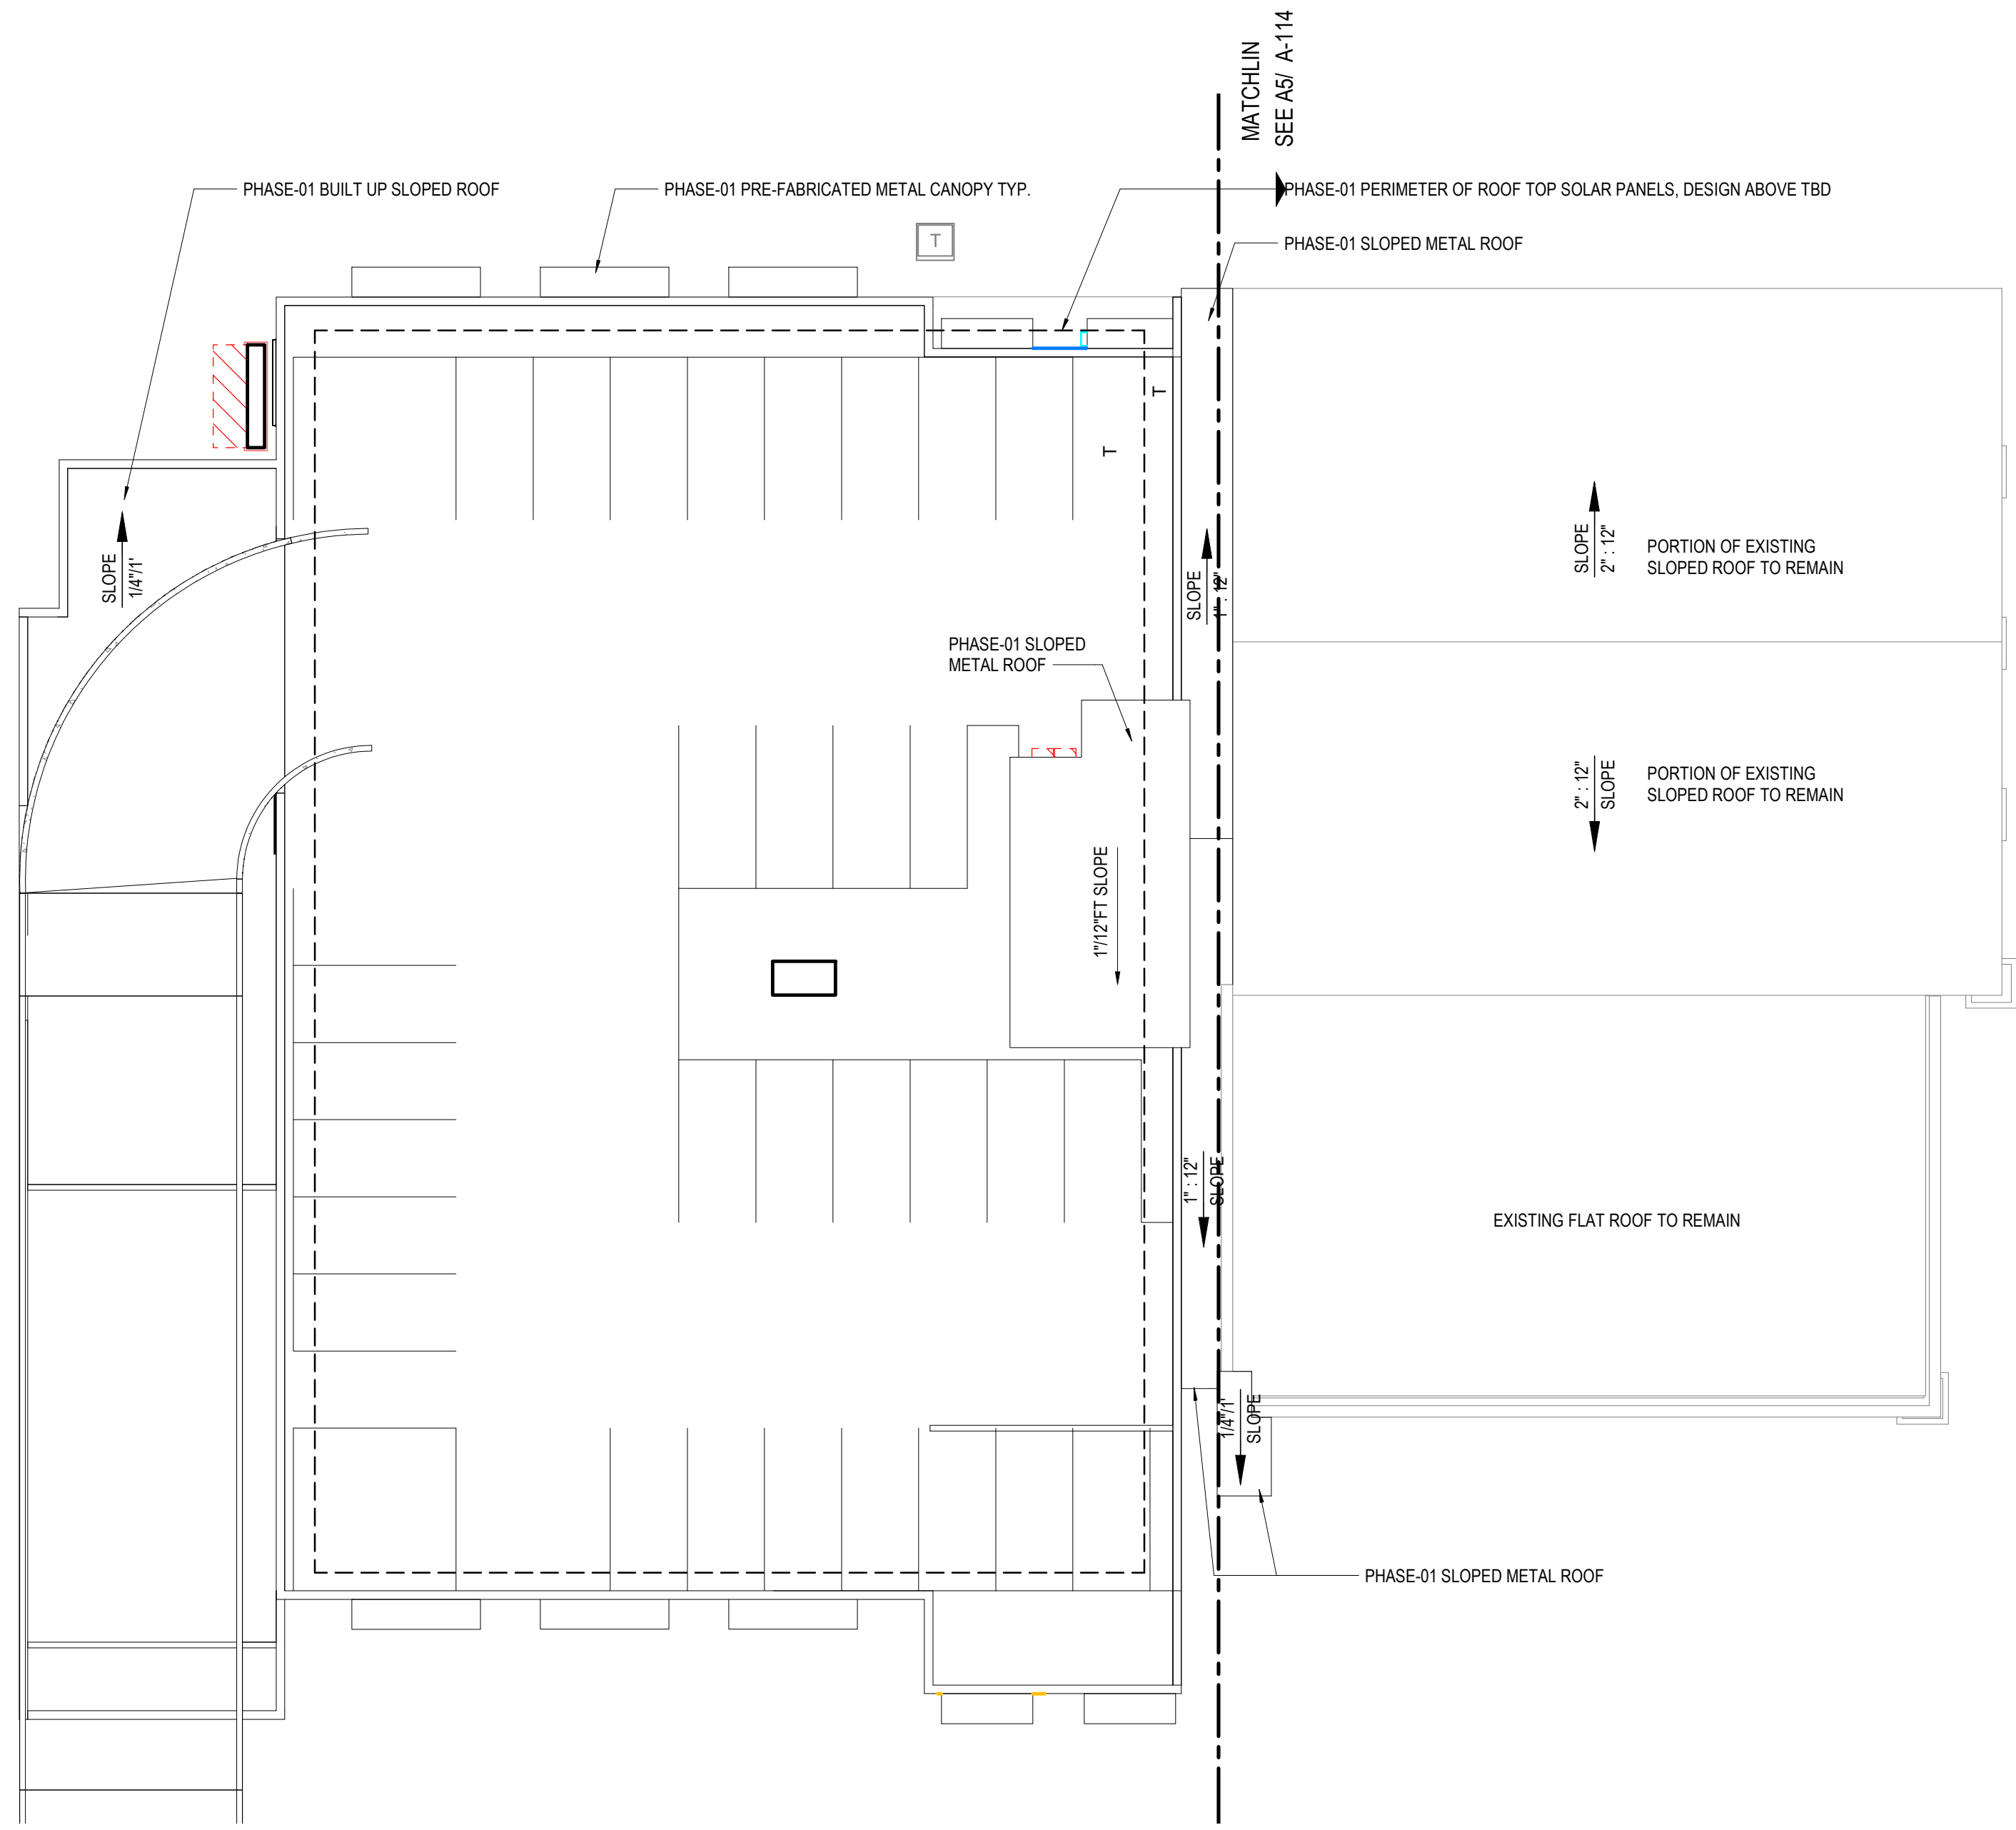 MATCHLIN
SEE A5/ A-114
PHASE-01 BUILT UP SLOPED ROOF
PHASE-01 PRE-FABRICATED METAL CANOPY TYP.
PHASE-01 PERIMETER OF ROOF TOP SOLAR PANELS, DESIGN ABOVE TBD
T
PHASE-01 SLOPED METAL ROOF
T
T
SLOPE
1/4"/1'
SLOPE
1" : 12"
SLOPE
2" : 12"
PORTION OF EXISTING
SLOPED ROOF TO REMAIN
PHASE-01 SLOPED
METAL ROOF
2" : 12"
SLOPE
PORTION OF EXISTING
SLOPED ROOF TO REMAIN
1"/12"FT SLOPE
1" : 12"
SLOPE
EXISTING FLAT ROOF TO REMAIN
1/4"/1'
SLOPE
PHASE-01 SLOPED METAL ROOF